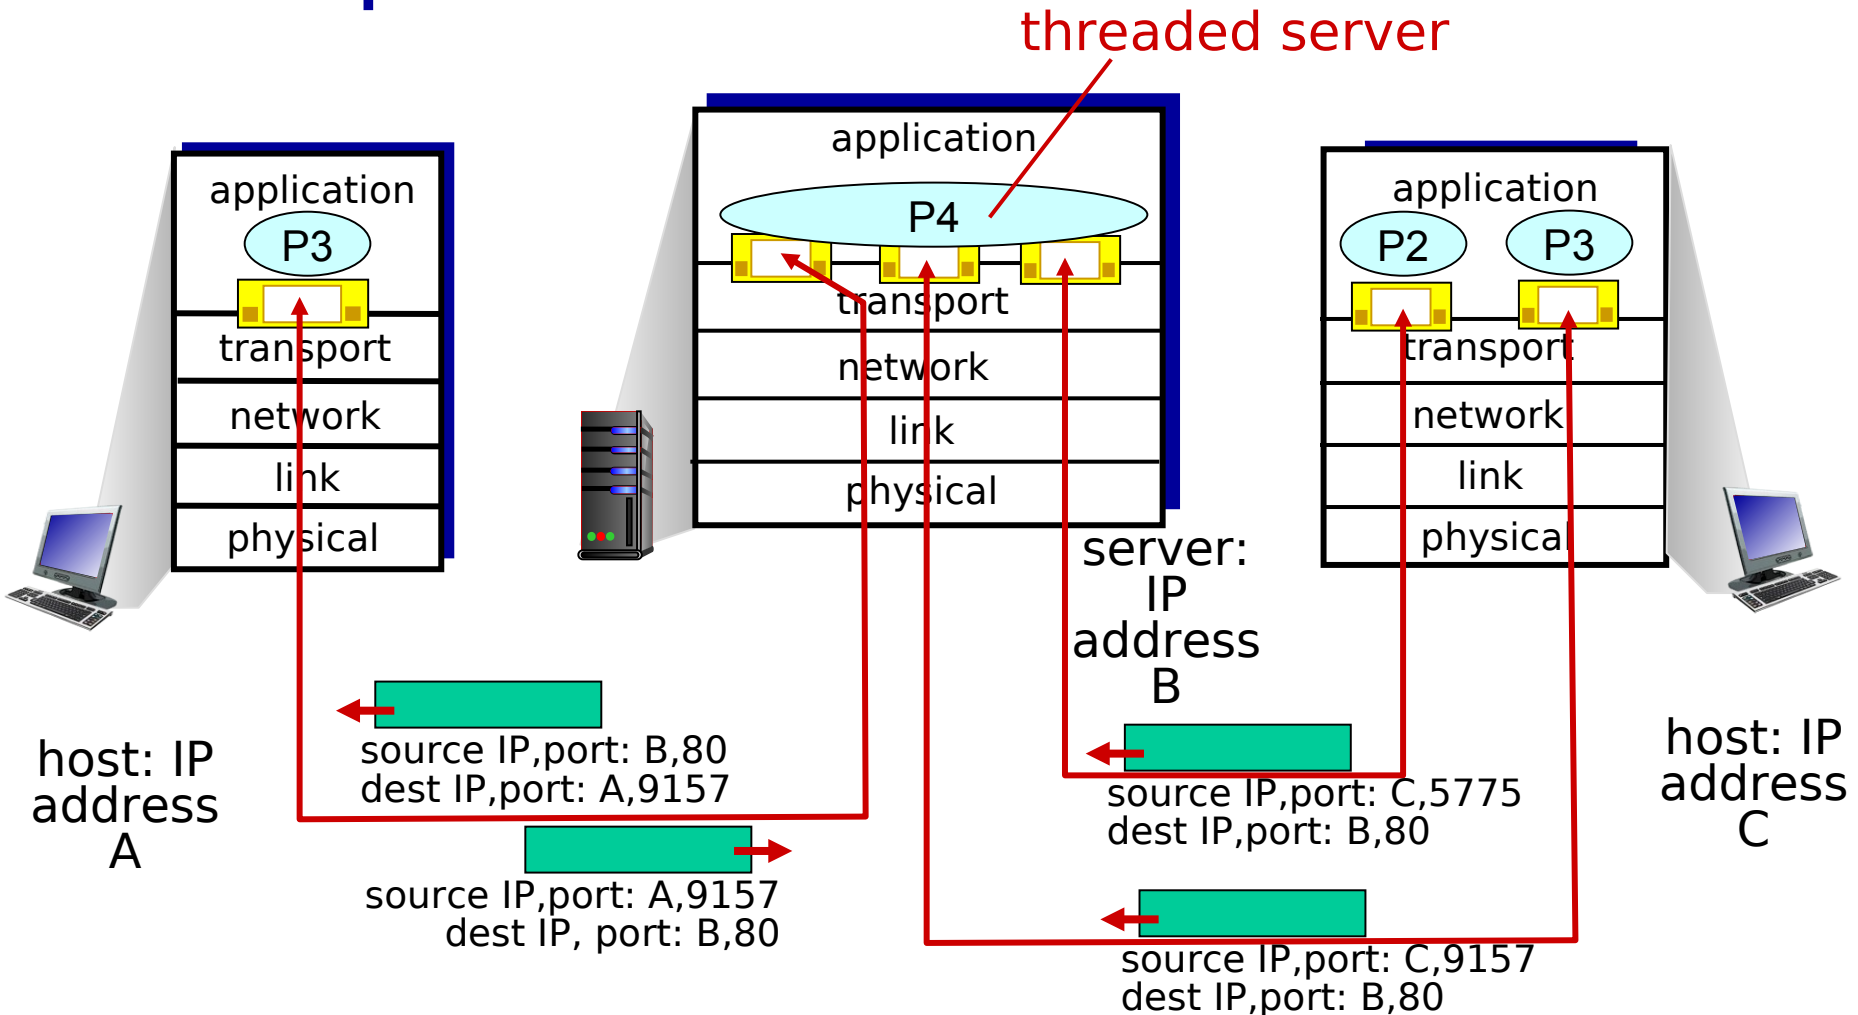 threaded server
application
P3
transport
network
link
physical
application
P4
transport
network
link
physical
application
P2
P3
transport
network
link
physical
server:
IP
address
B
host: IP
address
A
source IP,port: B,80
dest IP,port: A,9157
source IP,port: A,9157
dest IP, port: B,80
source IP,port: C,5775
dest IP,port: B,80
source IP,port: C,9157
dest IP,port: B,80
host: IP
address
C